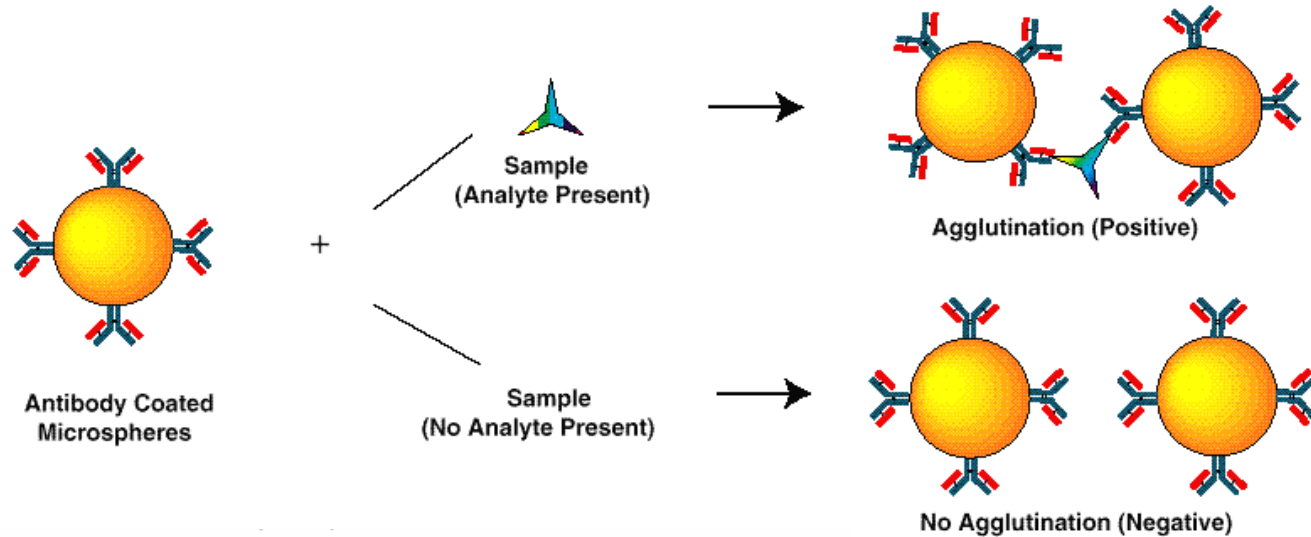 Antibody Coated
Microspheres
+
Sample
(Analyte Present)
Sample
(No Analyte Present)
Agglutination (Positive)
No Agglutination (Negative)